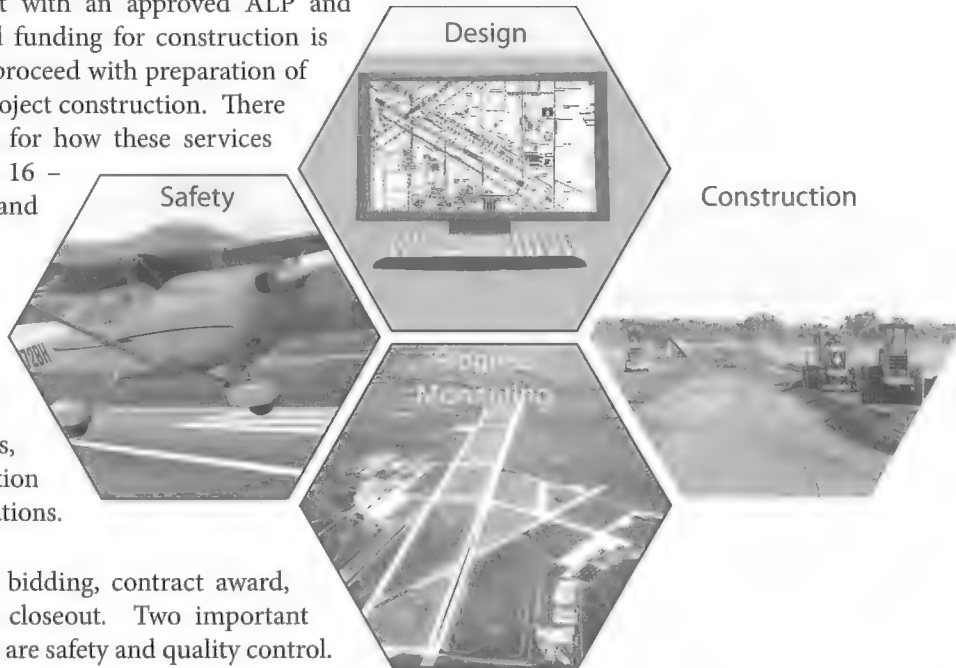 t with an approved ALP and
funding for construction is
proceed with preparation of
oject construction. There
for how these services
16 –
and
s,
tion
ations.
bidding, contract award,
closeout. Two important
are safety and quality control.
Design
Safety
Construction
Monitoring
28H